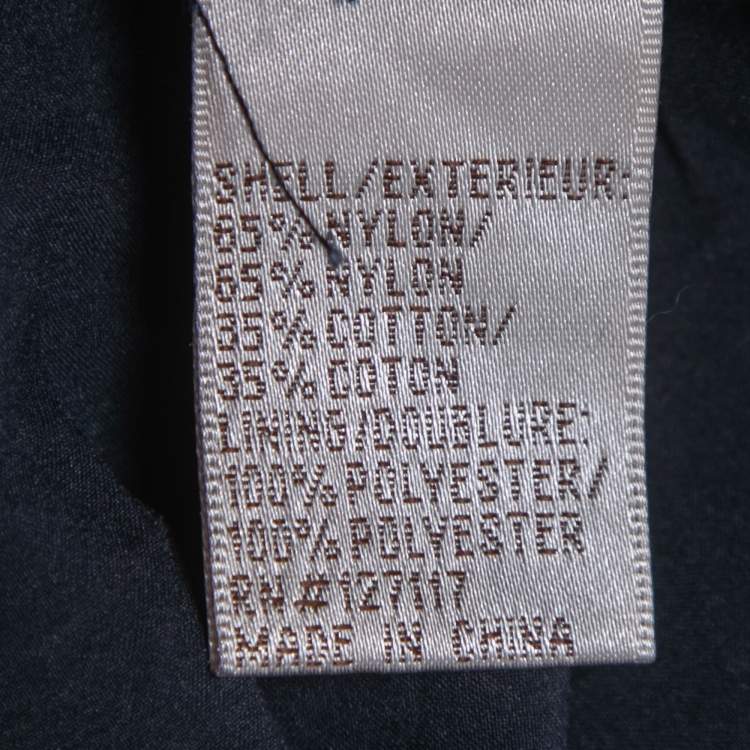 SHELL/EXTERIEUR:
65% NYLON/
65% NYLON
35% COTTON/
35% COTON
LINING/DOUBLURE:
100% POLYESTER/
100% POLYESTER
RN#127117
MADE IN CHINA